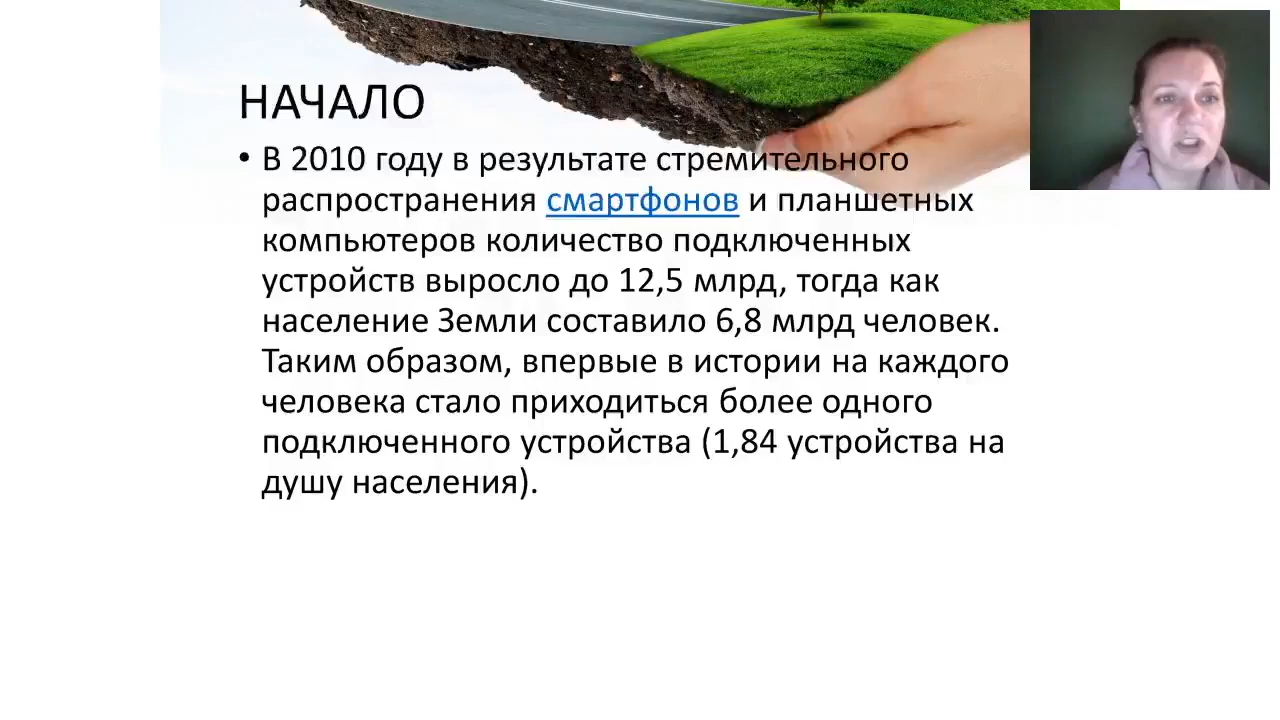 НАЧАЛО
• В 2010 году в результате стремительного
распространения смартфонов и планшетных
компьютеров количество подключенных
устройств выросло до 12,5 млрд, тогда как
население Земли составило 6,8 млрд человек.
Таким образом, впервые в истории на каждого
человека стало приходиться более одного
подключенного устройства (1,84 устройства на
душу населения).